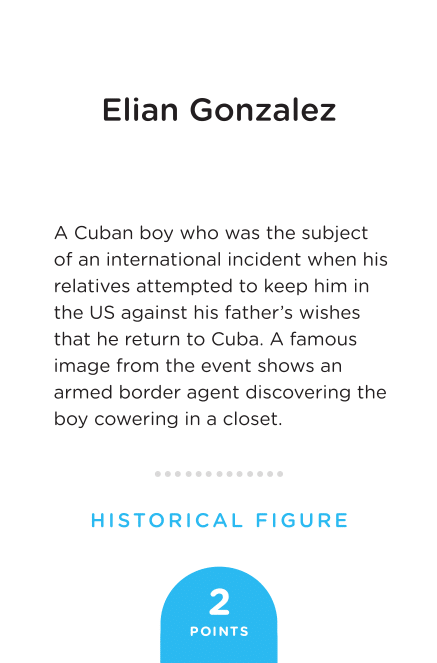 Elian Gonzalez
A Cuban boy who was the subject
of an international incident when his
relatives attempted to keep him in
the US against his father’s wishes
that he return to Cuba. A famous
image from the event shows an
armed border agent discovering the
boy cowering in a closet.
HISTORICAL FIGURE
2
POINTS